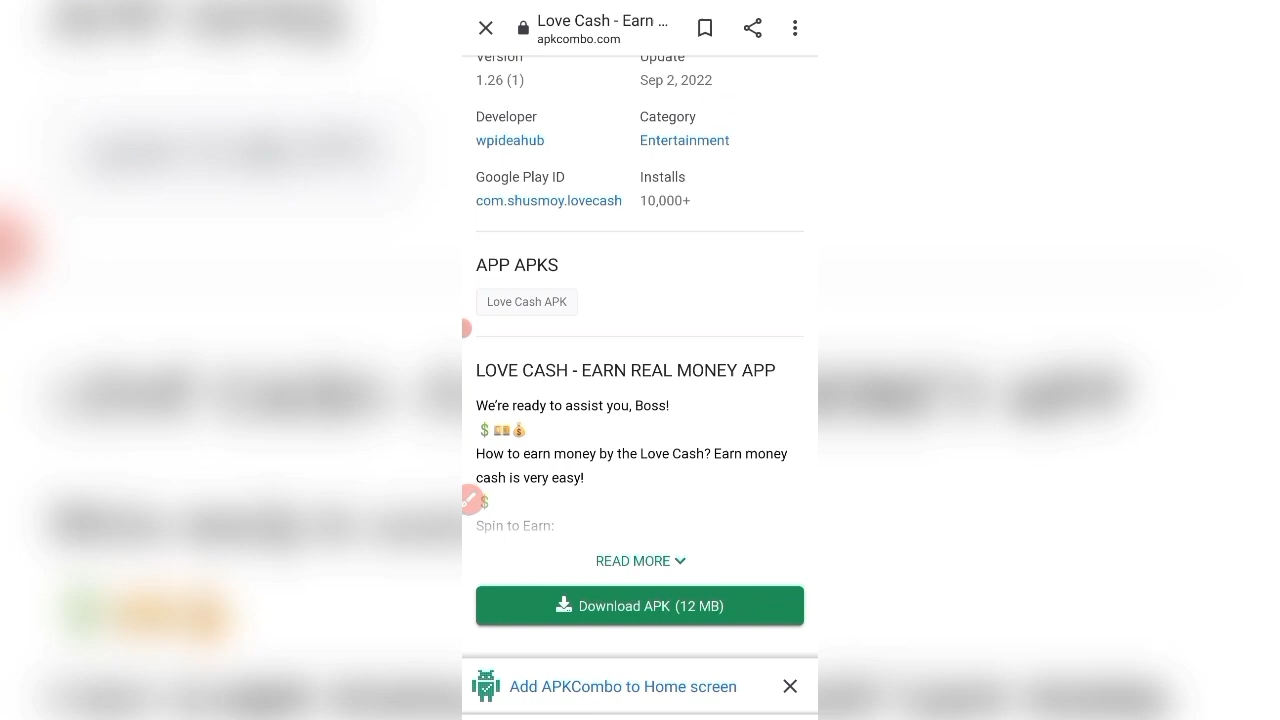 Love Cash - Earn ...
apkcombo.com
Version Update
1.26 (1) Sep 2, 2022
Developer Category
wpideahub Entertainment
Google Play ID Installs
com.shusmoy.lovecash 10,000+
APP APKS
Love Cash APK
LOVE CASH - EARN REAL MONEY APP
We're ready to assist you, Boss!
💲💴💰
How to earn money by the Love Cash? Earn money
cash is very easy!
💲
Spin to Earn:
READ MORE
Download APK (12 MB)
Add APKCombo to Home screen